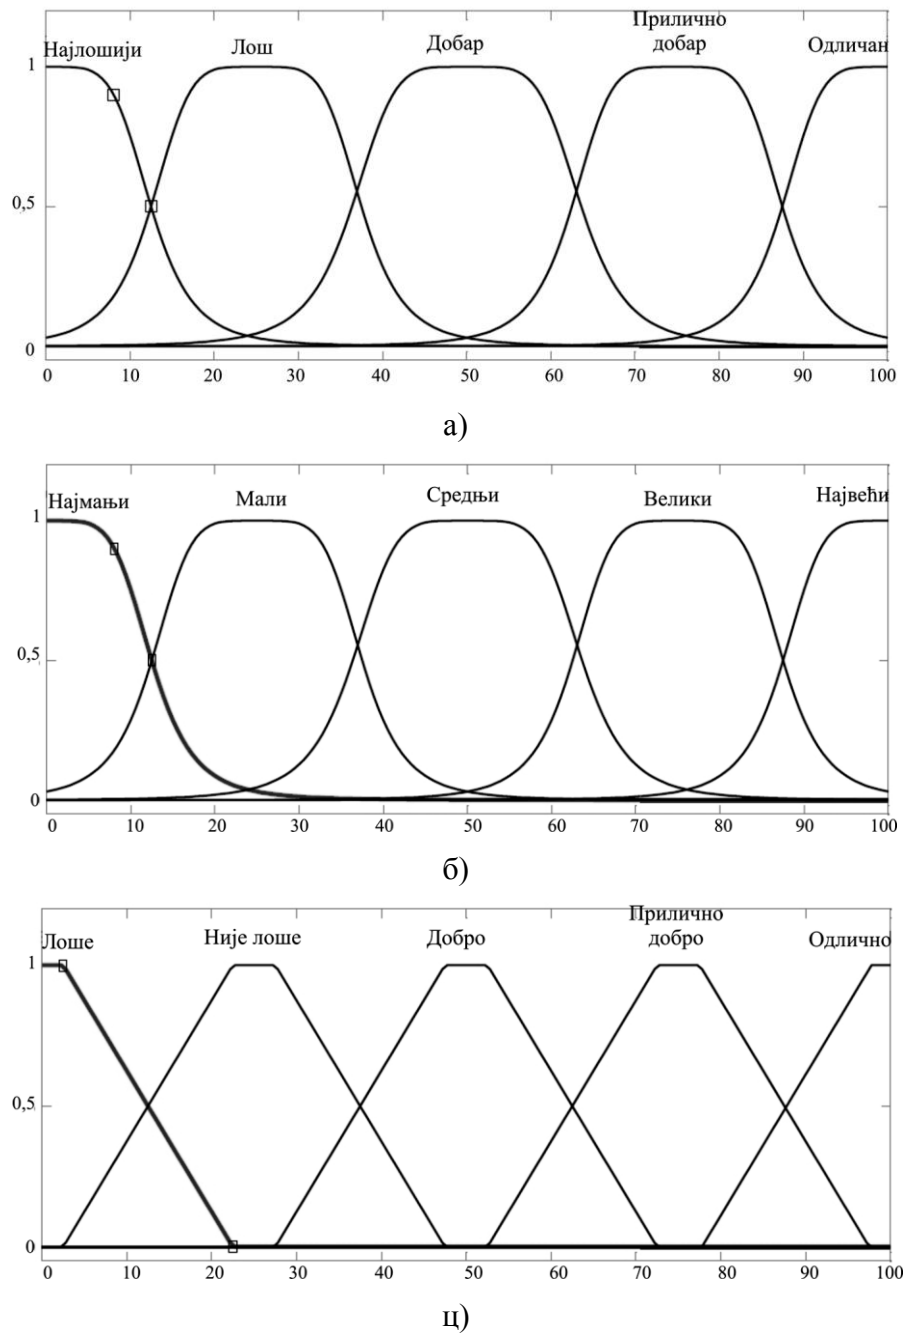 Прилично
Најлошији Лош Добар добар Одличан
1
0,5
0
0 10 20 30 40 50 60 70 80 90 100
а)
Најмањи Мали Средњи Велики Највећи
1
0,5
0
0 10 20 30 40 50 60 70 80 90 100
б)
Прилично
Лоше Није лоше Добро добро Одлично
1
0,5
0
0 10 20 30 40 50 60 70 80 90 100
ц)